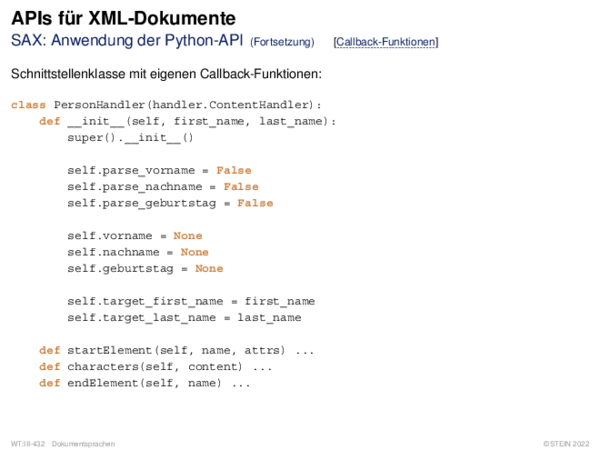 APIs für XML-Dokumente
SAX: Anwendung der Python-API (Fortsetzung) [Callback-Funktionen]
Schnittstellenklasse mit eigenen Callback-Funktionen:
class PersonHandler(handler.ContentHandler):
    def __init__(self, first_name, last_name):
        super().__init__()
        self.parse_vorname = False
        self.parse_nachname = False
        self.parse_geburtstag = False
        self.vorname = None
        self.nachname = None
        self.geburtstag = None
        self.target_first_name = first_name
        self.target_last_name = last_name
    def startElement(self, name, attrs) ...
    def characters(self, content) ...
    def endElement(self, name) ...
WT:III-432 Dokumentsprachen ©STEIN 2022